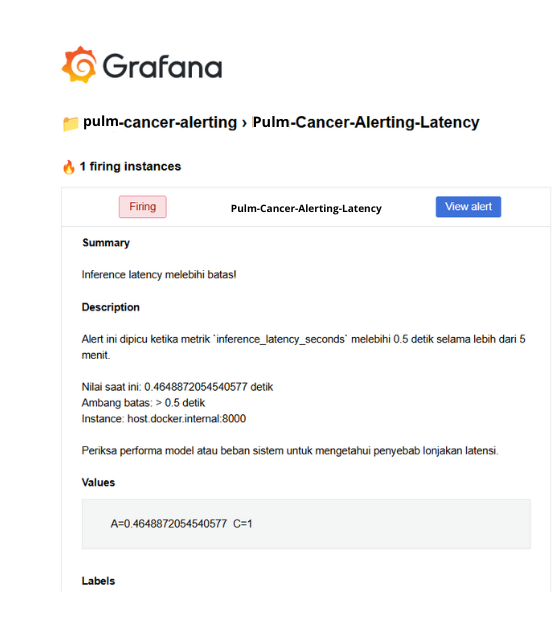 Grafana
pulm-cancer-alerting › Pulm-Cancer-Alerting-Latency
1 firing instances
Firing
Pulm-Cancer-Alerting-Latency
View alert
Summary
Inference latency melebihi batas!
Description
Alert ini dipicu ketika metrik `inference_latency_seconds` melebihi 0.5 detik selama lebih dari 5
menit.
Nilai saat ini: 0.4648872054540577 detik
Ambang batas: > 0.5 detik
Instance: host.docker.internal:8000
Periksa performa model atau beban sistem untuk mengetahui penyebab lonjakan latensi.
Values
A=0.4648872054540577 C=1
Labels